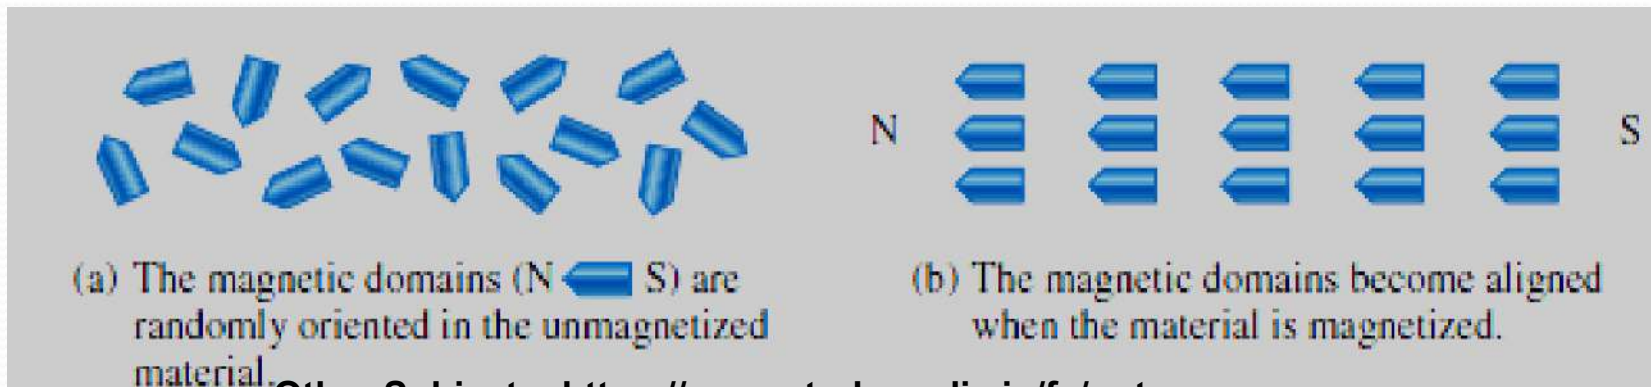 N
S
(a) The magnetic domains (N S) are
randomly oriented in the unmagnetized
material.
(b) The magnetic domains become aligned
when the material is magnetized.